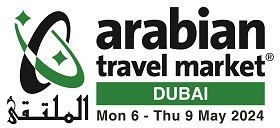 arabian
travel market®
DUBAI
الملتقى
Mon 6 - Thu 9 May 2024